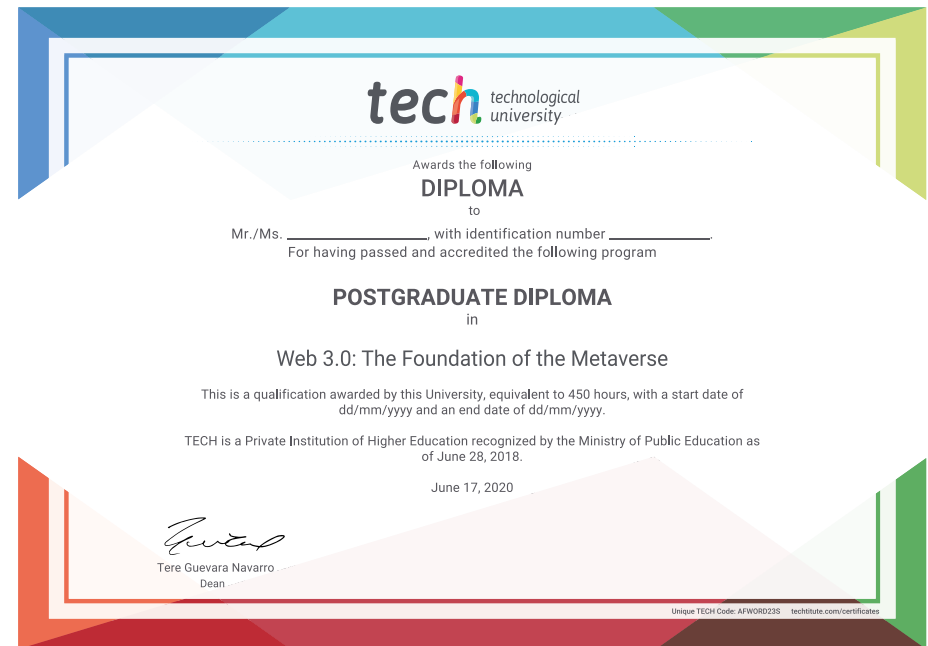 tech technological
university
Awards the following
DIPLOMA
to
Mr./Ms. ____________________, with identification number ______________.
For having passed and accredited the following program
POSTGRADUATE DIPLOMA
in
Web 3.0: The Foundation of the Metaverse
This is a qualification awarded by this University, equivalent to 450 hours, with a start date of
dd/mm/yyyy and an end date of dd/mm/yyyy.
TECH is a Private Institution of Higher Education recognized by the Ministry of Public Education as
of June 28, 2018.
June 17, 2020
Tere Guevara Navarro
Dean
Unique TECH Code: AFWORD23S techtitute.com/certificates